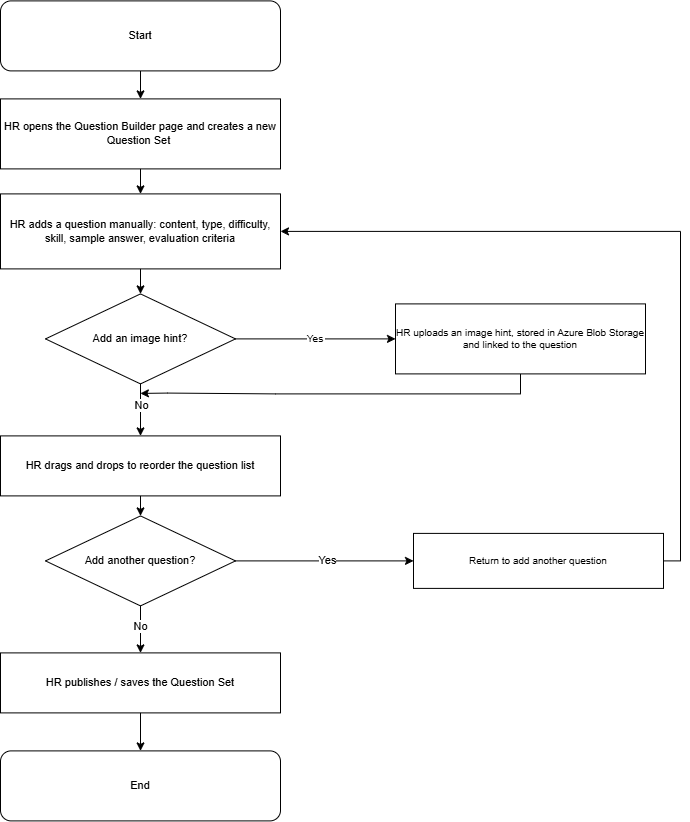 Start
HR opens the Question Builder page and creates a new
Question Set
HR adds a question manually: content, type, difficulty,
skill, sample answer, evaluation criteria
Add an image hint?
Yes
HR uploads an image hint, stored in Azure Blob Storage
and linked to the question
No
HR drags and drops to reorder the question list
Add another question?
Yes
Return to add another question
No
HR publishes / saves the Question Set
End